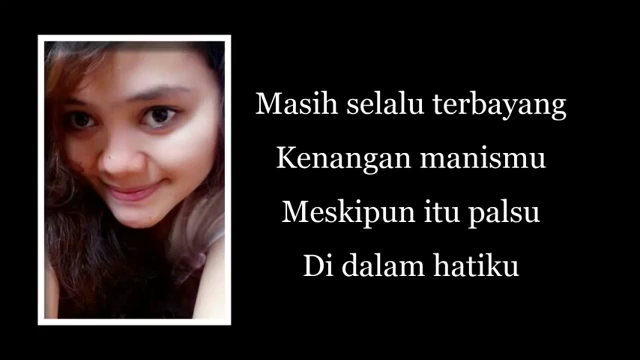 Masih selalu terbayang
Kenangan manismu
Meskipun itu palsu
Di dalam hatiku